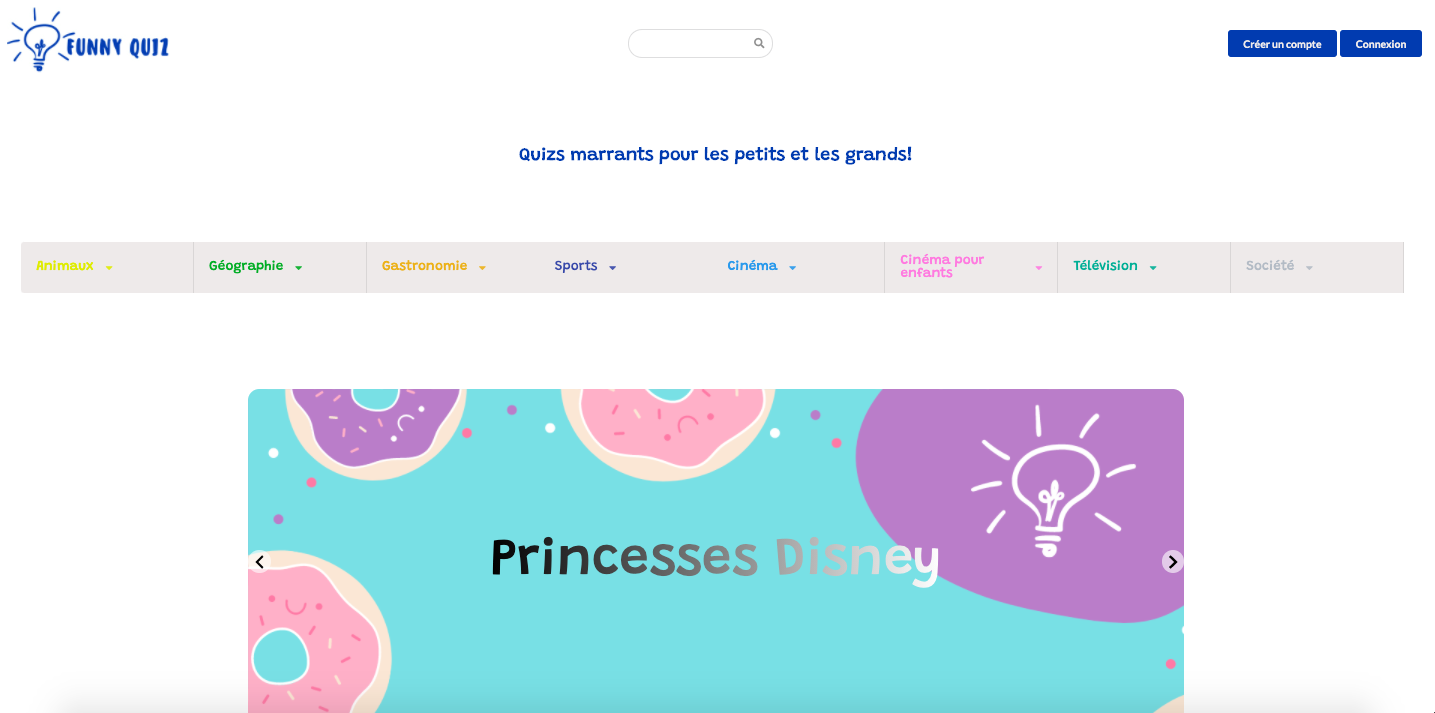 FUNNY QUIZ
Créer un compte
Connexion
Quizs marrants pour les petits et les grands!
Animaux
Géographie
Gastronomie
Sports
Cinéma
Cinéma pour
enfants
Télévision
Société
Princesses Disney